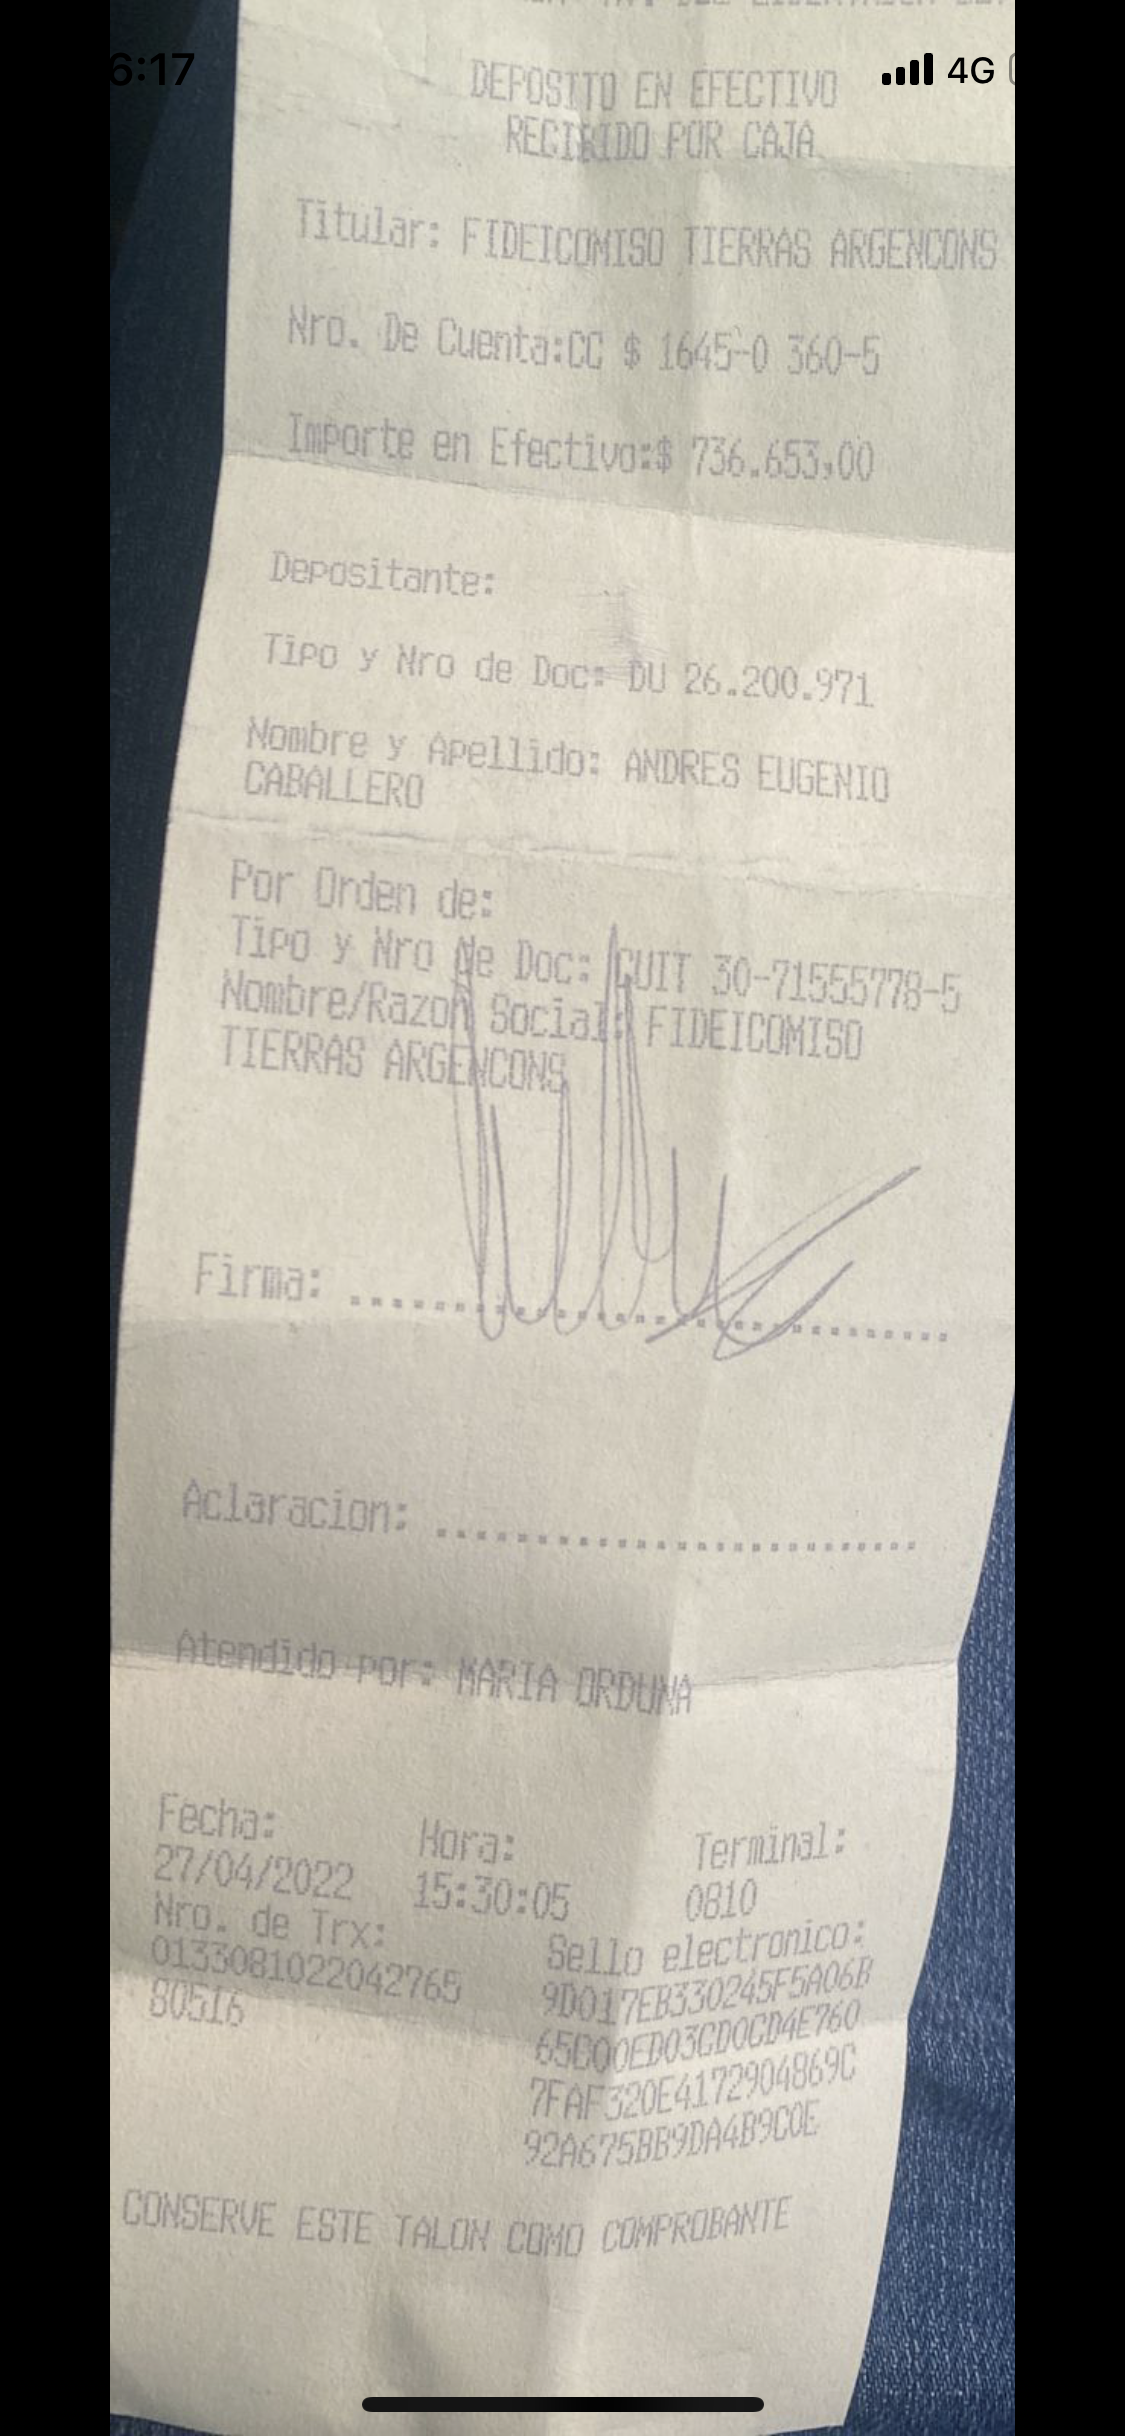 6:17
4G
DEPOSITO EN EFECTIVO
RECIBIDO POR CAJA
Titular: FIDEICOMISO TIERRAS ARGENCONS
Nro. De Cuenta:CC $ 1645-0 360-5
Importe en Efectivo:$ 736.653,00
Depositante:
Tipo y Nro de Doc: DU 26.200.971
Nombre y Apellido: ANDRES EUGENIO
CABALLERO
Por Orden de:
Tipo y Nro de Doc: CUIT 30-71555778-5
Nombre/Razon Social: FIDEICOMISO
TIERRAS ARGENCONS
Firma: ..............................
Aclaracion: ........................
Atendido por: MARIA ORDUNA
Fecha: Hora: Terminal:
27/04/2022 15:30:05 0810
Nro. de Trx: Sello electronico:
0133081022042765 9D017EB330245F5A06B
80516 65C00ED03CD0CD4E760
7FAF320E4172904869C
92A675BB9DA4B9C0E
CONSERVE ESTE TALON COMO COMPROBANTE